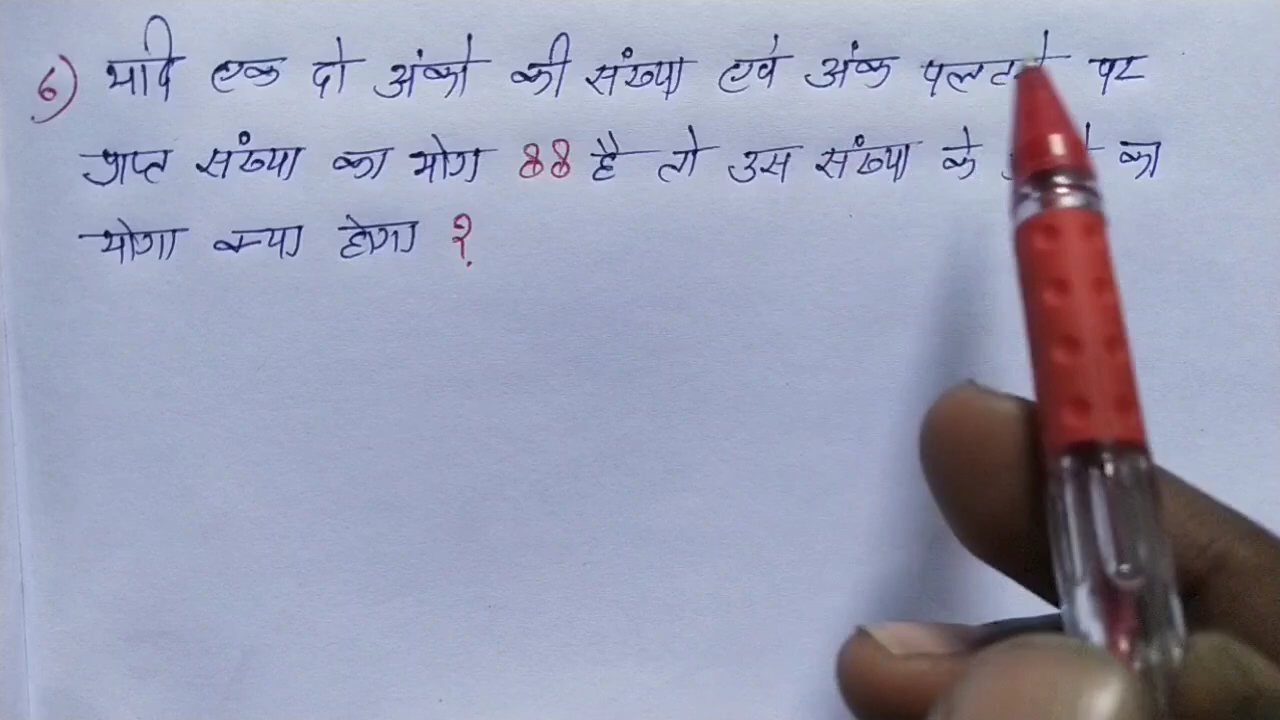 6) यदि एक दो अंको की संख्या एवं अंक पलटने पर
प्राप्त संख्या का योग 88 है तो उस संख्या के का
योग क्या होगा ?